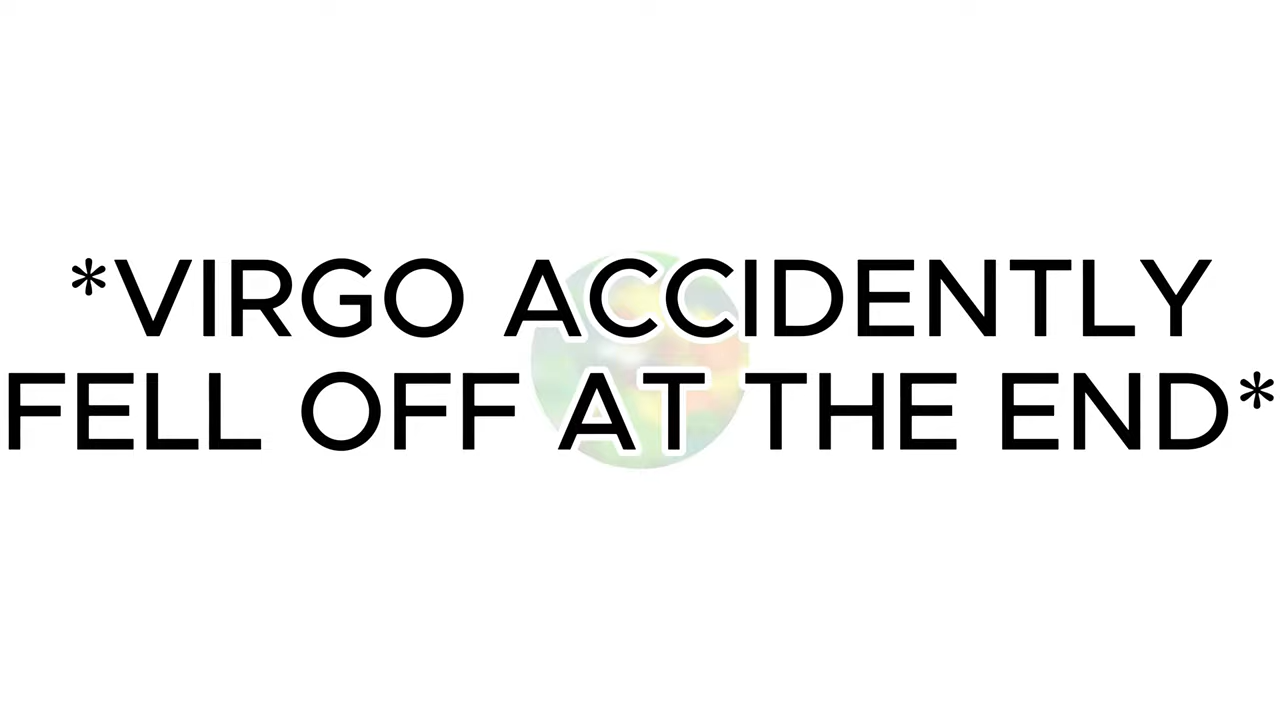 *VIRGO ACCIDENTLY
FELL OFF AT THE END*